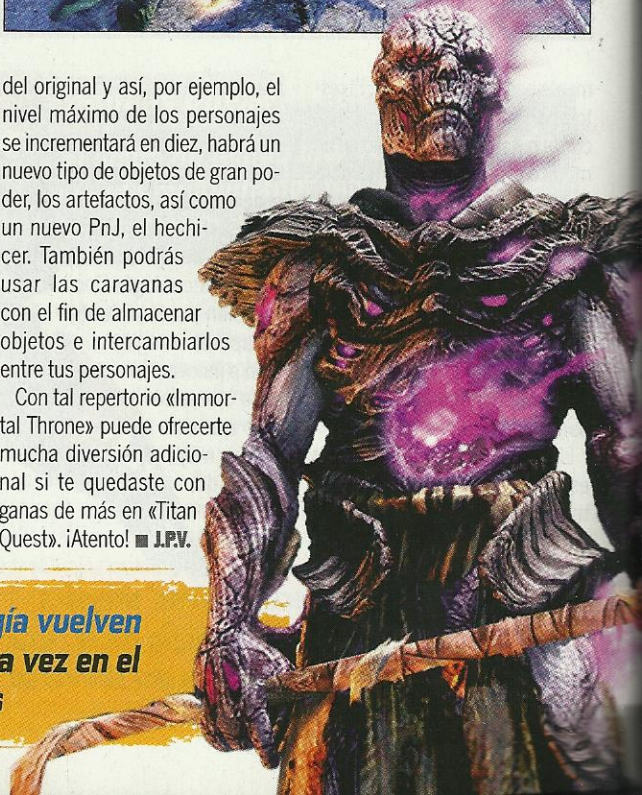 del original y así, por ejemplo, el
nivel máximo de los personajes
se incrementará en diez, habrá un
nuevo tipo de objetos de gran po-
der, los artefactos, así como
un nuevo PnJ, el hechi-
cer. También podrás
usar las caravanas
con el fin de almacenar
objetos e intercambiarlos
entre tus personajes.
Con tal repertorio «Immor-
tal Throne» puede ofrecerte
mucha diversión adicio-
nal si te quedaste con
ganas de más en «Titan
Quest». ¡Atento! ■ J.P.V.
gía vuelven
a vez en el